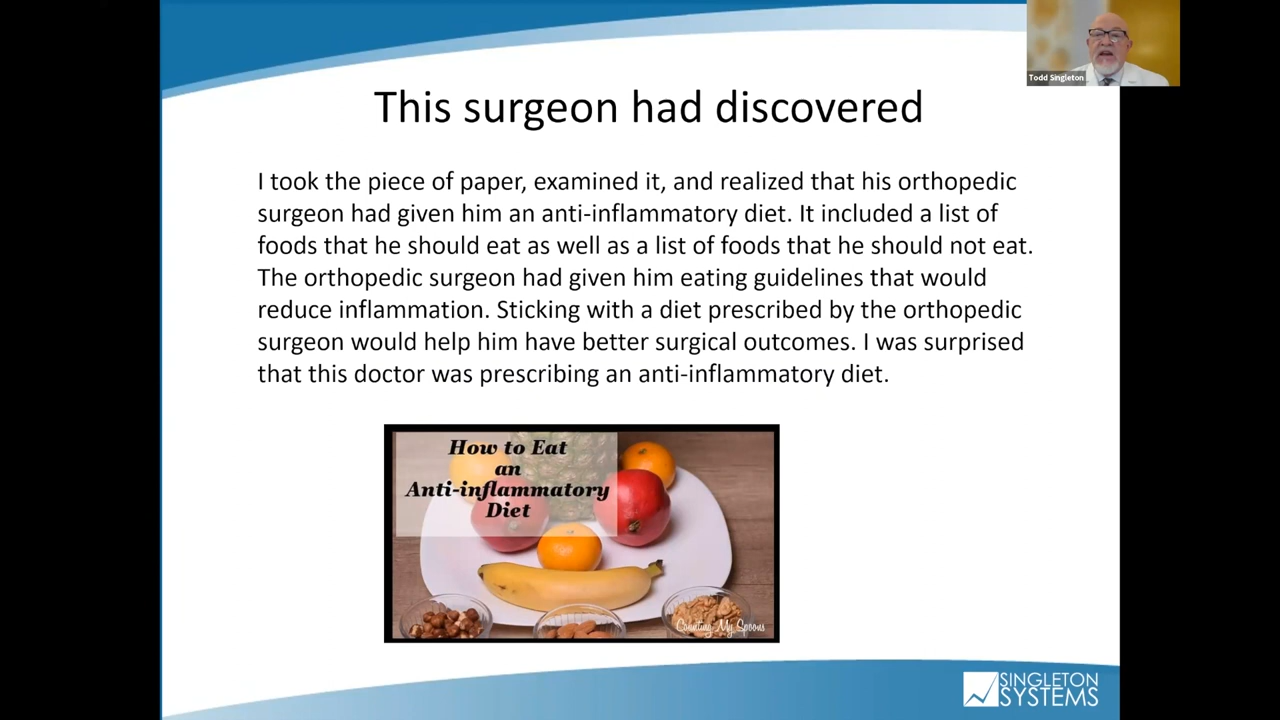 Todd Singleton
This surgeon had discovered
I took the piece of paper, examined it, and realized that his orthopedic
surgeon had given him an anti-inflammatory diet. It included a list of
foods that he should eat as well as a list of foods that he should not eat.
The orthopedic surgeon had given him eating guidelines that would
reduce inflammation. Sticking with a diet prescribed by the orthopedic
surgeon would help him have better surgical outcomes. I was surprised
that this doctor was prescribing an anti-inflammatory diet.
How to Eat
an
Anti-inflammatory
Diet
Counting My Spoons
SINGLETON
SYSTEMS